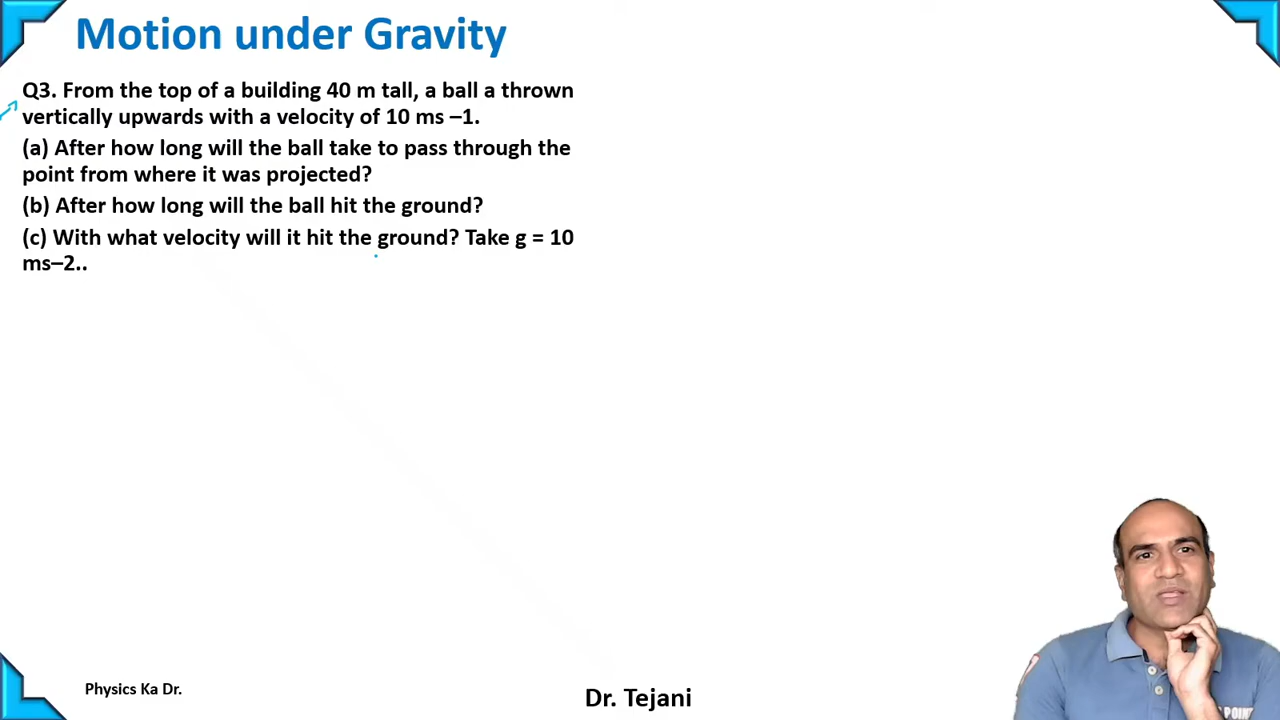 Motion under Gravity
Q3. From the top of a building 40 m tall, a ball a thrown
vertically upwards with a velocity of 10 ms –1.
(a) After how long will the ball take to pass through the
point from where it was projected?
(b) After how long will the ball hit the ground?
(c) With what velocity will it hit the ground? Take g = 10
ms–2..
Physics Ka Dr.
Dr. Tejani